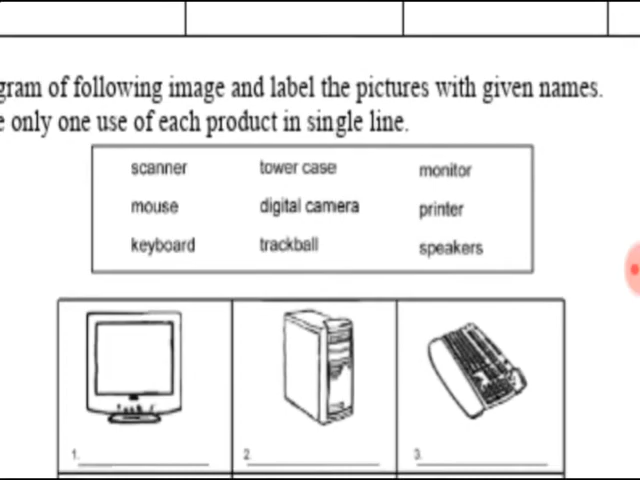 gram of following image and label the pictures with given names.
only one use of each product in single line.
scanner tower case monitor
mouse digital camera printer
keyboard trackball speakers
1. 2. 3.